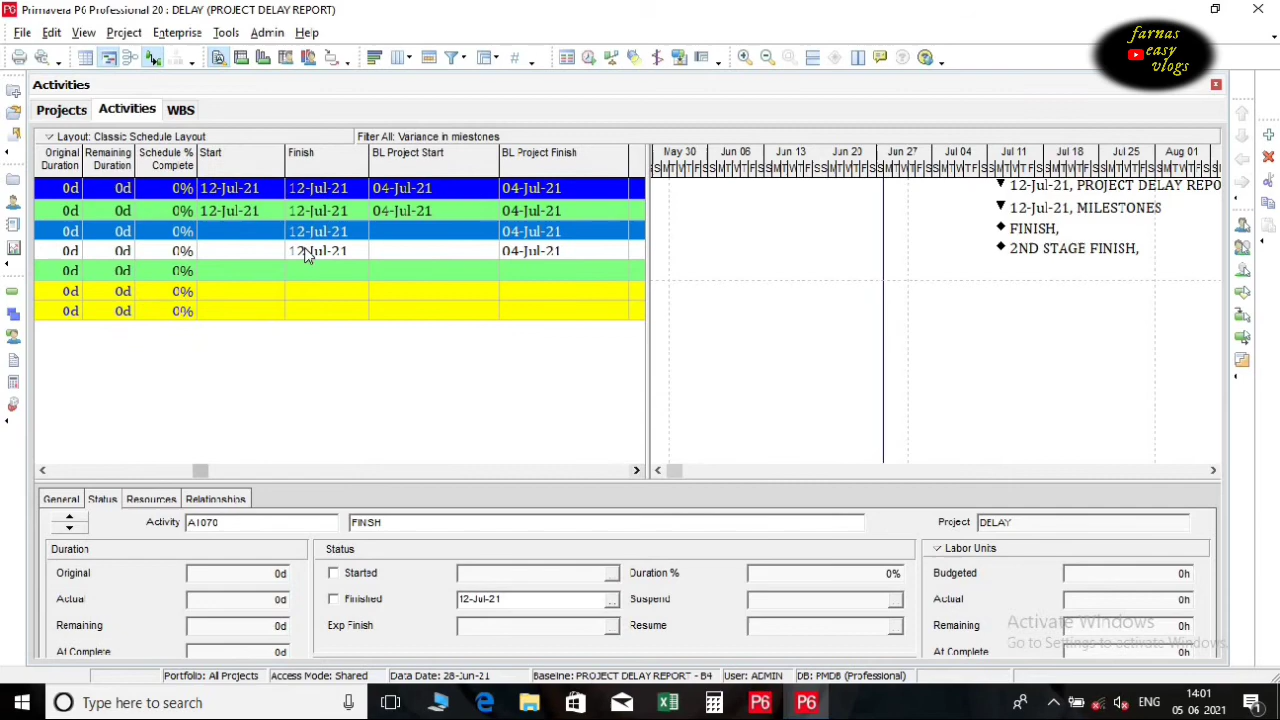 Primavera P6 Professional 20 : DELAY (PROJECT DELAY REPORT)
farnas
easy
vlogs
File Edit View Project Enterprise Tools Admin Help
Activities
Projects Activities WBS
Layout: Classic Schedule Layout Filter All: Variance in miestones
Original Duration Remaining Duration Schedule % Compete Start Finish BL Project Start BL Project Finish
May 30 Jun 06 Jun 13 Jun 20 Jun 27 Jul 04 Jul 11 Jul 18 Jul 25 Aug 01
0d 0d 0% 12-Jul-21 12-Jul-21 04-Jul-21 04-Jul-21 12-Jul-21, PROJECT DELAY REPO
0d 0d 0% 12-Jul-21 12-Jul-21 04-Jul-21 04-Jul-21 12-Jul-21, MILESTONES
0d 0d 0% 12-Jul-21 04-Jul-21 FINISH,
0d 0d 0% 12-Jul-21 04-Jul-21 2ND STAGE FINISH,
0d 0d 0%
0d 0d 0%
0d 0d 0%
General Status Resources Relationships
Activity A1070 FINISH Project DELAY
Duration Status Labor Units
Original 0d Started Duration % 0% Budgeted 0h
Actual 0d Finished 12-Jul-21 Suspend Actual 0h
Remaining 0d Exp Finish Resume Remaining 0h
At Complete 0d At Complete 0h
Activate Windows
Go to Settings to activate Windows.
Portfolio: All Projects Access Mode: Shared Data Date: 28-Jun-21 Baseline: PROJECT DELAY REPORT - B4 User: ADMIN DB: PMDB (Professional)
Type here to search ENG 14:01
05-06-2021